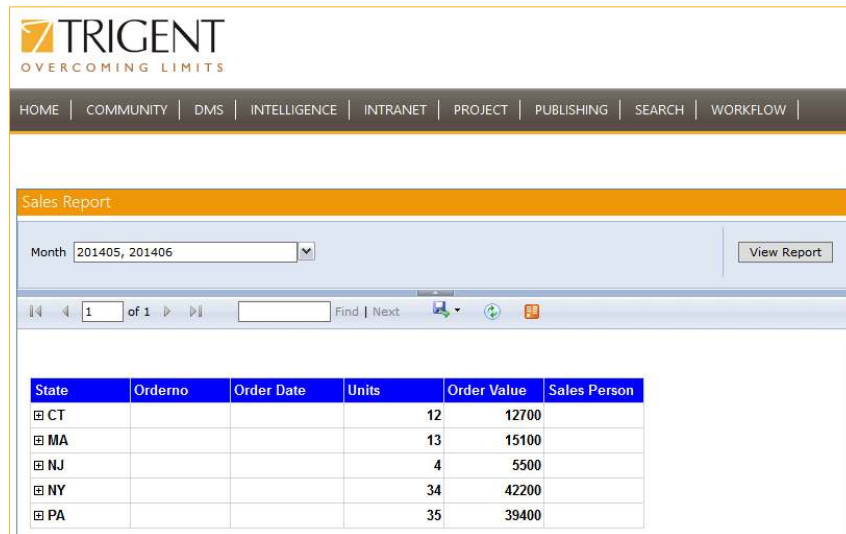 TRIGENT
OVERCOMING LIMITS
HOME | COMMUNITY | DMS | INTELLIGENCE | INTRANET | PROJECT | PUBLISHING | SEARCH | WORKFLOW |
Sales Report
Month 201405, 201406 View Report
1 of 1 Find | Next
State Orderno Order Date Units Order Value Sales Person
CT 12 12700
MA 13 15100
NJ 4 5500
NY 34 42200
PA 35 39400